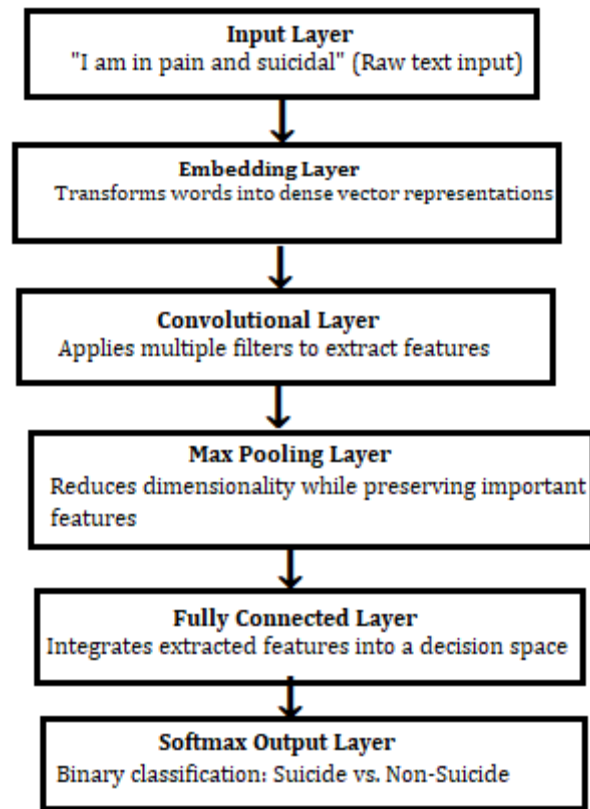 Input Layer
"I am in pain and suicidal" (Raw text input)
Embedding Layer
Transforms words into dense vector representations
Convolutional Layer
Applies multiple filters to extract features
Max Pooling Layer
Reduces dimensionality while preserving important
features
Fully Connected Layer
Integrates extracted features into a decision space
Softmax Output Layer
Binary classification: Suicide vs. Non-Suicide